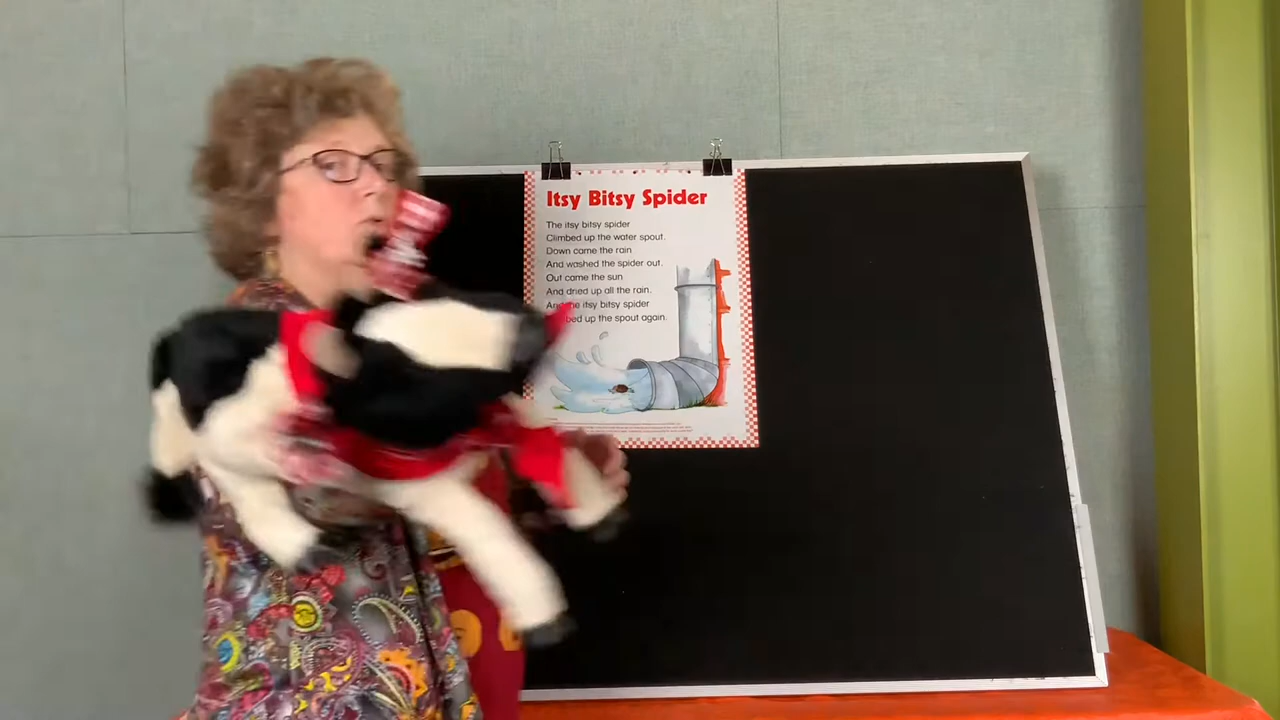 Itsy Bitsy Spider
The itsy bitsy spider
Climbed up the water spout.
Down came the rain
And washed the spider out.
Out came the sun
And dried up all the rain.
And the itsy bitsy spider
up the spout again.